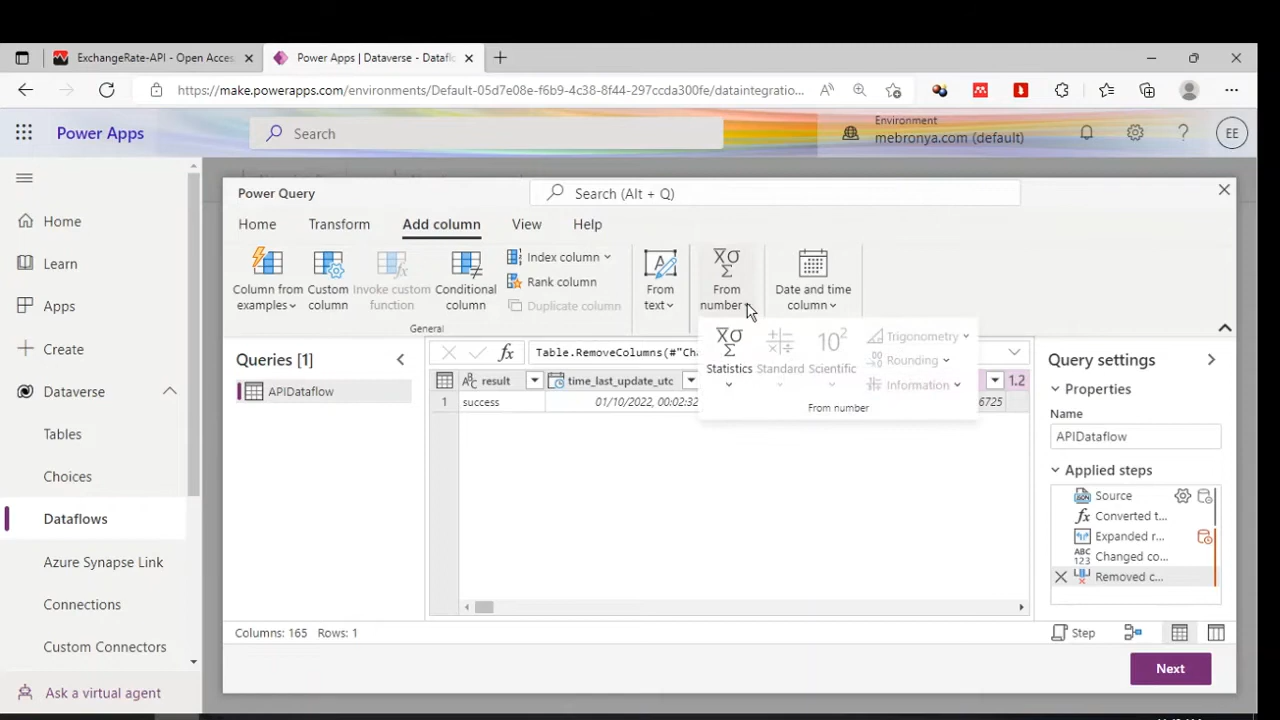 ExchangeRate-API - Open Acces
Power Apps | Dataverse - Datafl
https://make.powerapps.com/environments/Default-05d7e08e-f6b9-4c38-8f44-297ccda300fe/dataintegratio...
Power Apps
Search
Environment
mebronya.com (default)
EE
Home
Learn
Apps
Create
Dataverse
Tables
Choices
Dataflows
Azure Synapse Link
Connections
Custom Connectors
Ask a virtual agent
Power Query
Search (Alt + Q)
Home
Transform
Add column
View
Help
Column from
examples
Custom
column
Invoke custom
function
Conditional
column
Index column
Rank column
Duplicate column
General
From
text
From
number
Date and time
column
Statistics
Standard
Scientific
Trigonometry
Rounding
Information
From number
Queries [1]
APIDataflow
Table.RemoveColumns(#"Cha
result
time_last_update_utc
1.2
1
success
01/10/2022, 00:02:32
6725
Columns: 165 Rows: 1
Step
Query settings
Properties
Name
APIDataflow
Applied steps
Source
Converted t...
Expanded r...
Changed co...
Removed c...
Next